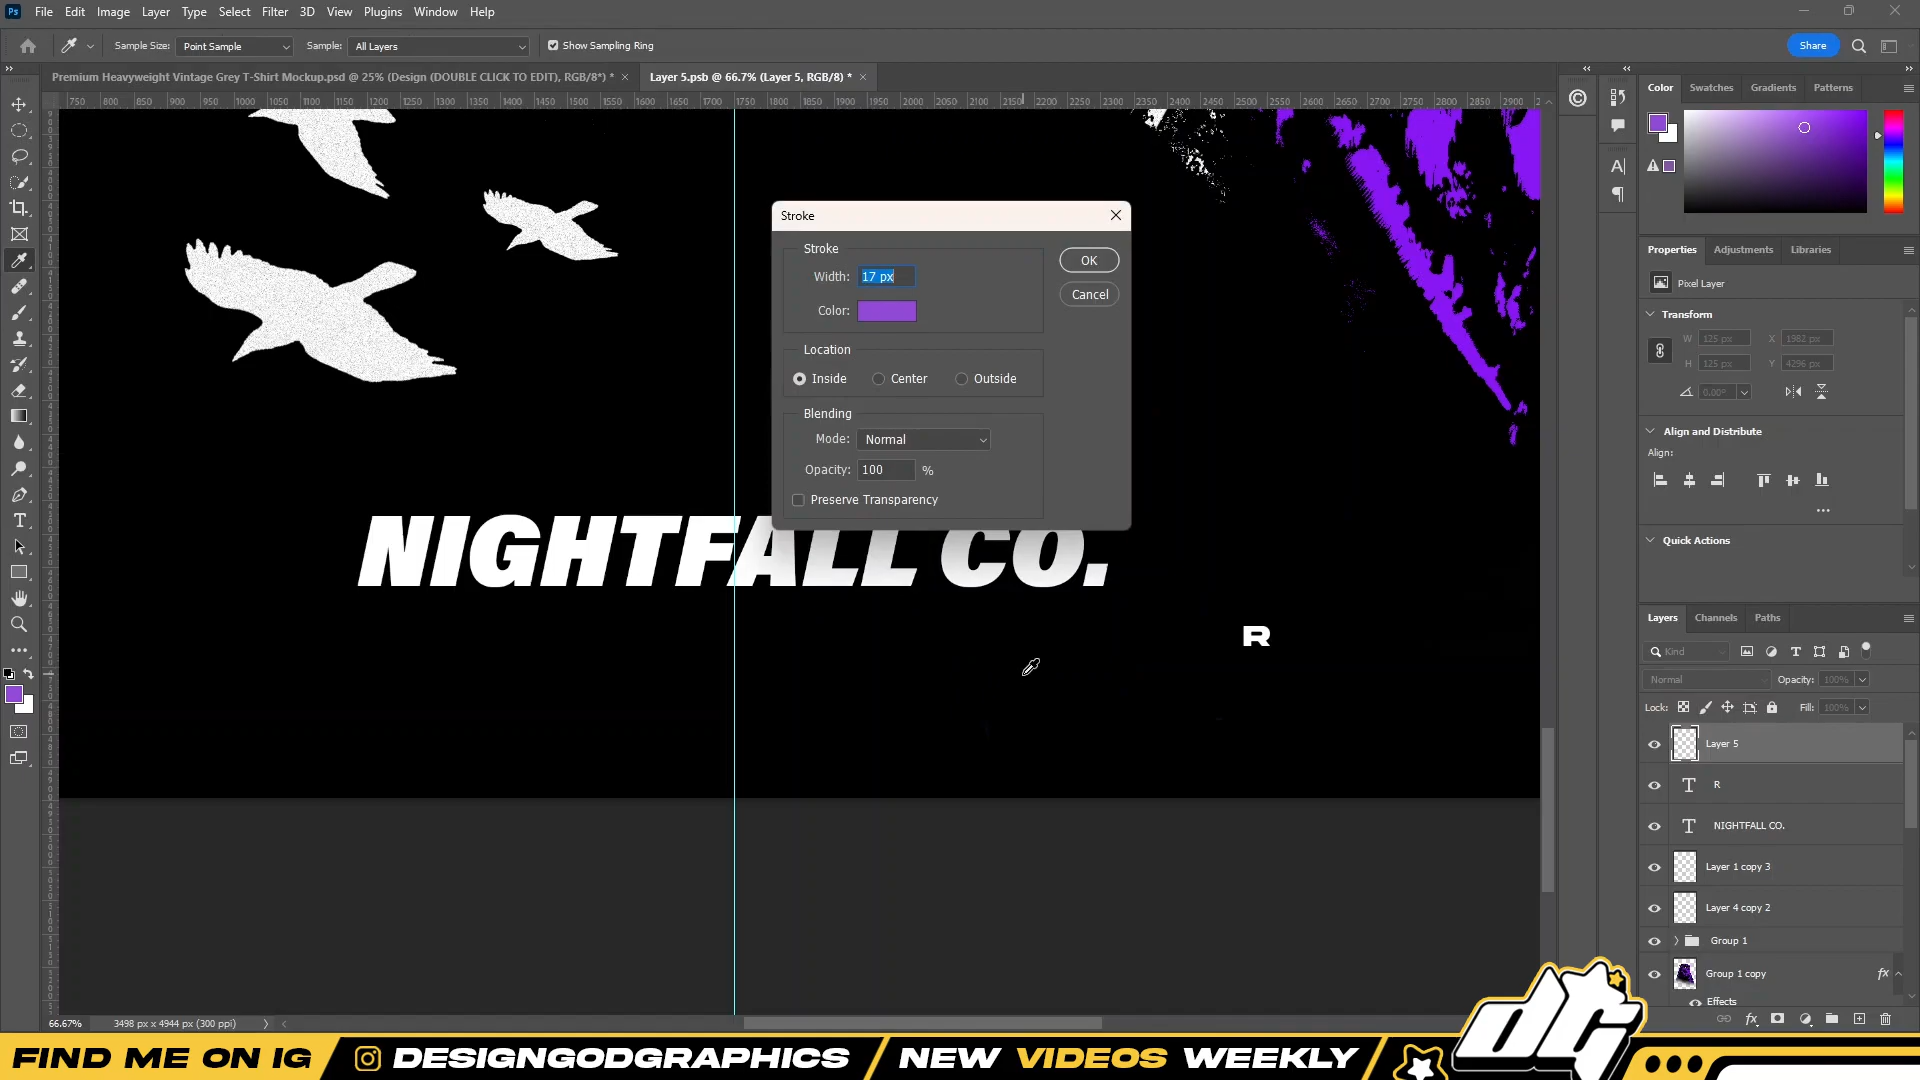 Ps File Edit Image Layer Type Select Filter 3D View Plugins Window Help
Sample Size: Point Sample Sample: All Layers Show Sampling Ring Share
Premium Heavyweight Vintage Grey T-Shirt Mockup.psd @ 25% (Design (DOUBLE CLICK TO EDIT), RGB/8*) * × Layer 5.psb @ 66.7% (Layer 5, RGB/8) * ×
750 800 850 900 950 1000 1050 1100 1150 1200 1250 1300 1350 1400 1450 1500 1550 1600 1650 1700 1750 1800 1850 1900 1950 2000 2050 2100 2150 2200 2250 2300 2350 2400 2450 2500 2550 2600 2650 2700 2750 2800 2850 2900
Color Swatches Gradients Patterns
Stroke
Stroke
Width: 17 px
Color:
OK
Cancel
Location
Inside Center Outside
Blending
Mode: Normal
Opacity: 100 %
Preserve Transparency
NIGHTFALL CO.
R
Properties Adjustments Libraries
Pixel Layer
Transform
W 125 px X 1982 px
H 125 px Y 4296 px
0.00°
Align and Distribute
Align:
Quick Actions
Layers Channels Paths
Kind
Normal Opacity: 100%
Lock: Fill: 100%
Layer 5
T R
T NIGHTFALL CO.
Layer 1 copy 3
Layer 4 copy 2
Group 1
Group 1 copy fx
Effects
66.67% 3498 px x 4944 px (300 ppi)
FIND ME ON IG DESIGNGODGRAPHICS NEW VIDEOS WEEKLY
DG